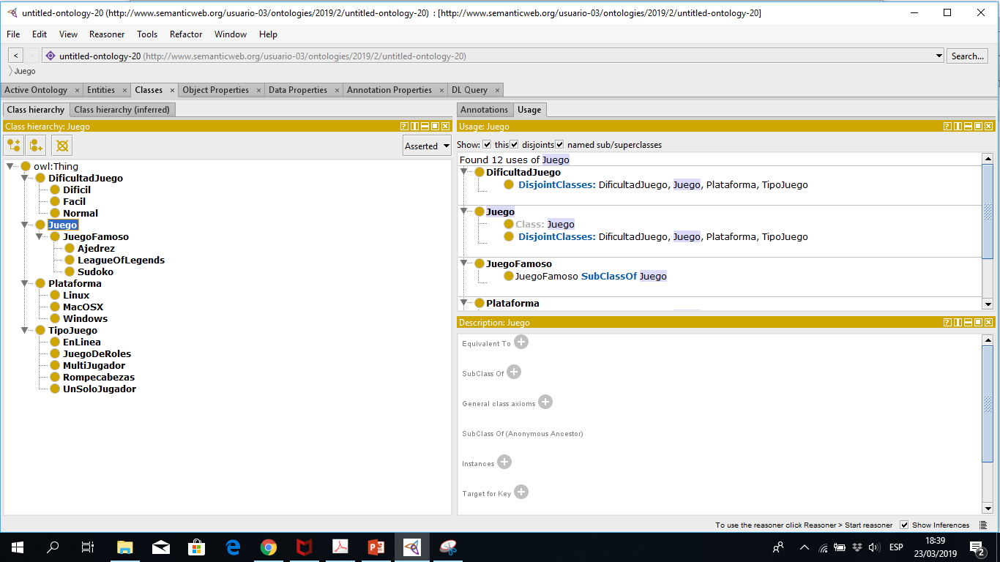 untitled-ontology-20 (http://www.semanticweb.org/usuario-03/ontologies/2019/2/untitled-ontology-20) : [http://www.semanticweb.org/usuario-03/ontologies/2019/2/untitled-ontology-20]
File Edit View Reasoner Tools Refactor Window Help
< > untitled-ontology-20 (http://www.semanticweb.org/usuario-03/ontologies/2019/2/untitled-ontology-20) Search...
Juego
Active Ontology × Entities × Classes × Object Properties × Data Properties × Annotation Properties × DL Query ×
Class hierarchy Class hierarchy (inferred)
Class hierarchy: Juego
Asserted
owl:Thing
DificultadJuego
Dificil
Facil
Normal
Juego
JuegoFamoso
Ajedrez
LeagueOfLegends
Sudoko
Plataforma
Linux
MacOSX
Windows
TipoJuego
EnLinea
JuegoDeRoles
MultiJugador
Rompecabezas
UnSoloJugador
Annotations Usage
Usage: Juego
Show: this disjoints named sub/superclasses
Found 12 uses of Juego
DificultadJuego
DisjointClasses: DificultadJuego, Juego, Plataforma, TipoJuego
Juego
Class: Juego
DisjointClasses: DificultadJuego, Juego, Plataforma, TipoJuego
JuegoFamoso
JuegoFamoso SubClassOf Juego
Plataforma
Description: Juego
Equivalent To
SubClass Of
General class axioms
SubClass Of (Anonymous Ancestor)
Instances
Target for Key
To use the reasoner click Reasoner > Start reasoner Show Inferences
ESP
18:39
23/03/2019
2